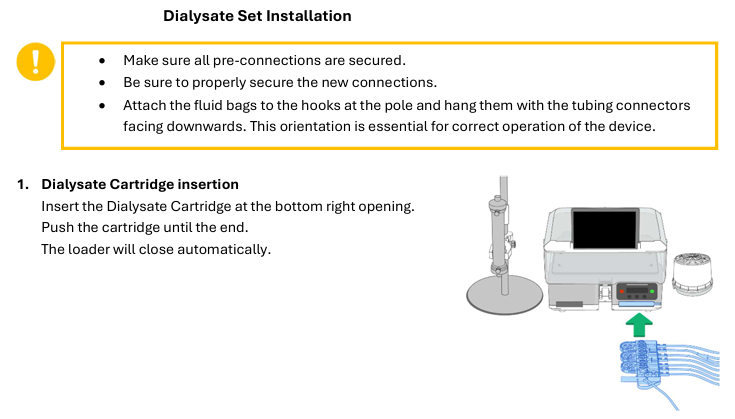 Dialysate Set Installation
!
• Make sure all pre-connections are secured.
• Be sure to properly secure the new connections.
• Attach the fluid bags to the hooks at the pole and hang them with the tubing connectors
facing downwards. This orientation is essential for correct operation of the device.
1. Dialysate Cartridge insertion
Insert the Dialysate Cartridge at the bottom right opening.
Push the cartridge until the end.
The loader will close automatically.